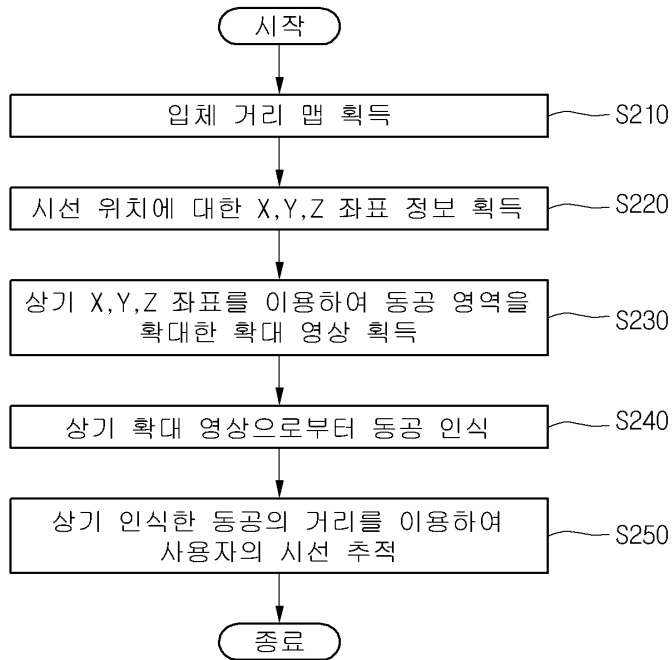 시작
입체 거리 맵 획득
S210
시선 위치에 대한 X,Y,Z 좌표 정보 획득
S220
상기 X,Y,Z 좌표를 이용하여 동공 영역을
확대한 확대 영상 획득
S230
상기 확대 영상으로부터 동공 인식
S240
상기 인식한 동공의 거리를 이용하여
사용자의 시선 추적
S250
종료